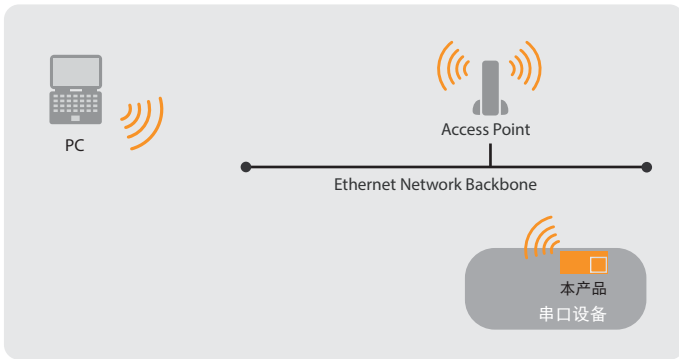 PC
Access Point
Ethernet Network Backbone
本产品
串口设备